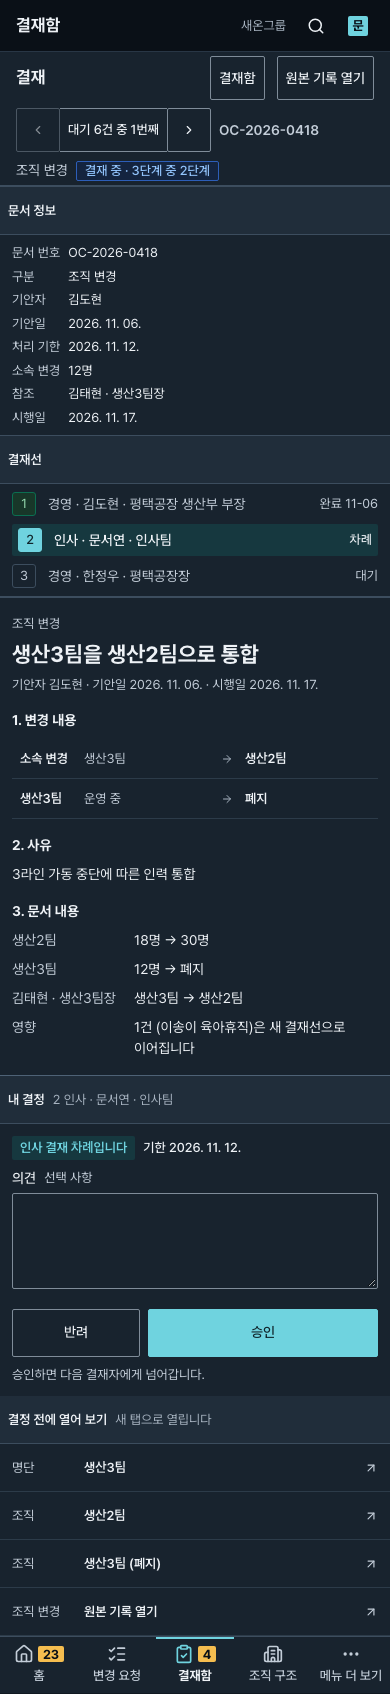 결재함 새온그룹 문
결재 결재함 원본 기록 열기
대기 6건 중 1번째 OC-2026-0418
조직 변경 결재 중 · 3단계 중 2단계
문서 정보
문서 번호 OC-2026-0418
구분 조직 변경
기안자 김도현
기안일 2026. 11. 06.
처리 기한 2026. 11. 12.
소속 변경 12명
참조 김태현 · 생산3팀장
시행일 2026. 11. 17.
결재선
1 경영 · 김도현 · 평택공장 생산부 부장 완료 11-06
2 인사 · 문서연 · 인사팀 차례
3 경영 · 한정우 · 평택공장장 대기
조직 변경
생산3팀을 생산2팀으로 통합
기안자 김도현 · 기안일 2026. 11. 06. · 시행일 2026. 11. 17.
1. 변경 내용
소속 변경 생산3팀 → 생산2팀
생산3팀 운영 중 → 폐지
2. 사유
3라인 가동 중단에 따른 인력 통합
3. 문서 내용
생산2팀 18명 → 30명
생산3팀 12명 → 폐지
김태현 · 생산3팀장 생산3팀 → 생산2팀
영향 1건 (이송이 육아휴직)은 새 결재선으로
이어집니다
내 결정 2 인사 · 문서연 · 인사팀
인사 결재 차례입니다 기한 2026. 11. 12.
의견 선택 사항
반려 승인
승인하면 다음 결재자에게 넘어갑니다.
결정 전에 열어 보기 새 탭으로 열립니다
명단 생산3팀
조직 생산2팀
조직 생산3팀 (폐지)
조직 변경 원본 기록 열기
23 4
홈 변경 요청 결재함 조직 구조 메뉴 더 보기